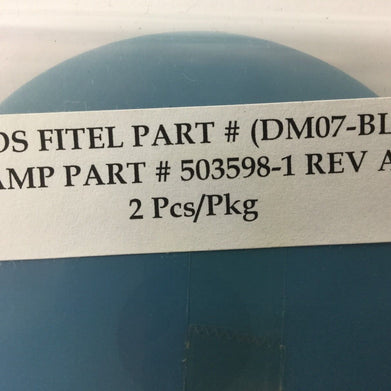 DS FITEL PART # (DM07-BL
AMP PART # 503598-1 REV A
2 Pcs/Pkg